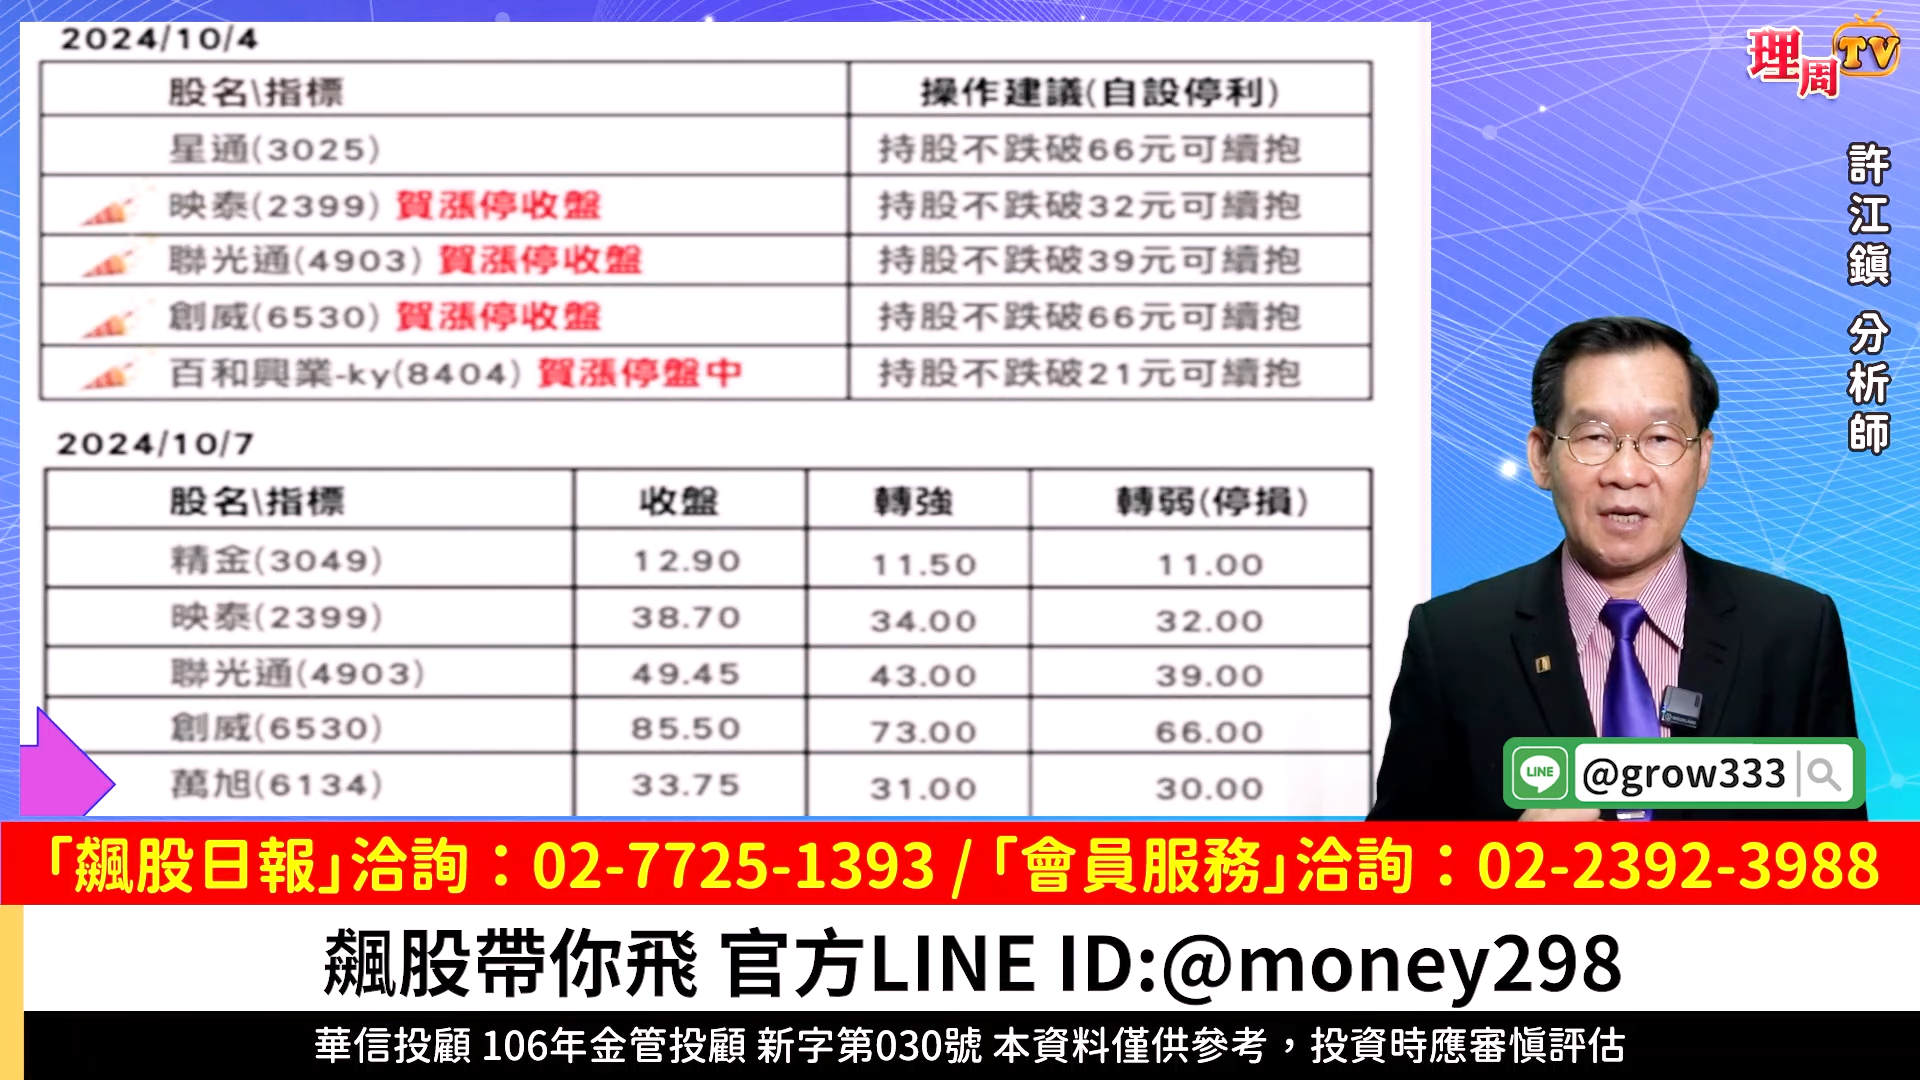 2024/10/4
股名\指標 操作建議(自設停利)
星通(3025) 持股不跌破66元可續抱
映泰(2399) 賀漲停收盤 持股不跌破32元可續抱
聯光通(4903) 賀漲停收盤 持股不跌破39元可續抱
創威(6530) 賀漲停收盤 持股不跌破66元可續抱
百和興業-ky(8404) 賀漲停盤中 持股不跌破21元可續抱
2024/10/7
股名\指標 收盤 轉強 轉弱(停損)
精金(3049) 12.90 11.50 11.00
映泰(2399) 38.70 34.00 32.00
聯光通(4903) 49.45 43.00 39.00
創威(6530) 85.50 73.00 66.00
萬旭(6134) 33.75 31.00 30.00
理周TV
許江鎮 分析師
LINE @grow333
「飆股日報」洽詢：02-7725-1393 /「會員服務」洽詢：02-2392-3988
飆股帶你飛 官方LINE ID:@money298
華信投顧 106年金管投顧 新字第030號 本資料僅供參考，投資時應審慎評估